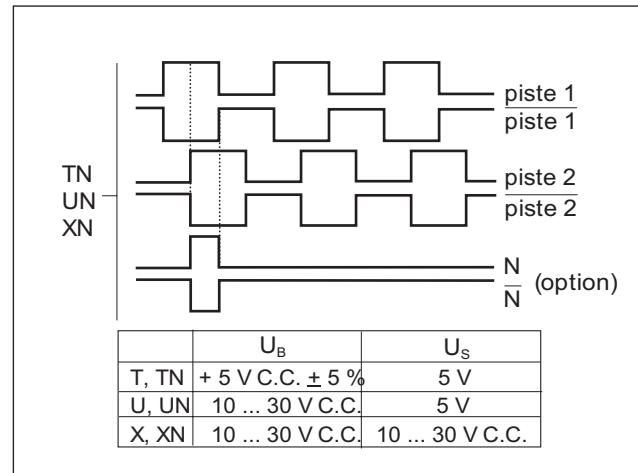 piste 1
piste 1
TN
UN
XN
piste 2
piste 2
N
N (option)
U_B U_S
T, TN + 5 V C.C. ± 5 % 5 V
U, UN 10 ... 30 V C.C. 5 V
X, XN 10 ... 30 V C.C. 10 ... 30 V C.C.